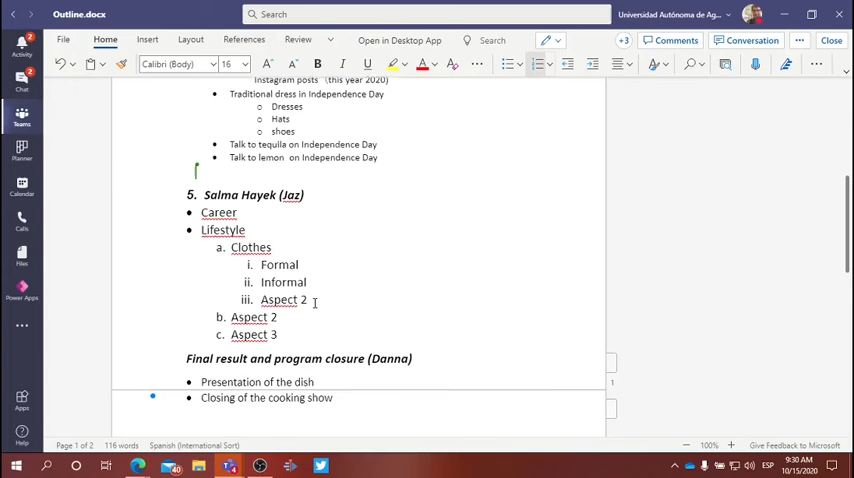 Outline.docx
Search
Universidad Autónoma de Ag...
File Home Insert Layout References Review Open in Desktop App Search +3 Comments Conversation Close
Calibri (Body) 16 B I U A
Activity
Chat
Teams
Planner
Calendar
Calls
Files
Power Apps
Apps
Help
Instagram posts (this year 2020)
• Traditional dress in Independence Day
o Dresses
o Hats
o shoes
• Talk to tequila on Independence Day
• Talk to lemon on Independence Day
5. Salma Hayek (Jaz)
• Career
• Lifestyle
a. Clothes
i. Formal
ii. Informal
iii. Aspect 2
b. Aspect 2
c. Aspect 3
Final result and program closure (Danna)
• Presentation of the dish
• Closing of the cooking show
1
Page 1 of 2 116 words Spanish (International Sort) 100% Give Feedback to Microsoft
40
ESP
9:30 AM
10/15/2020